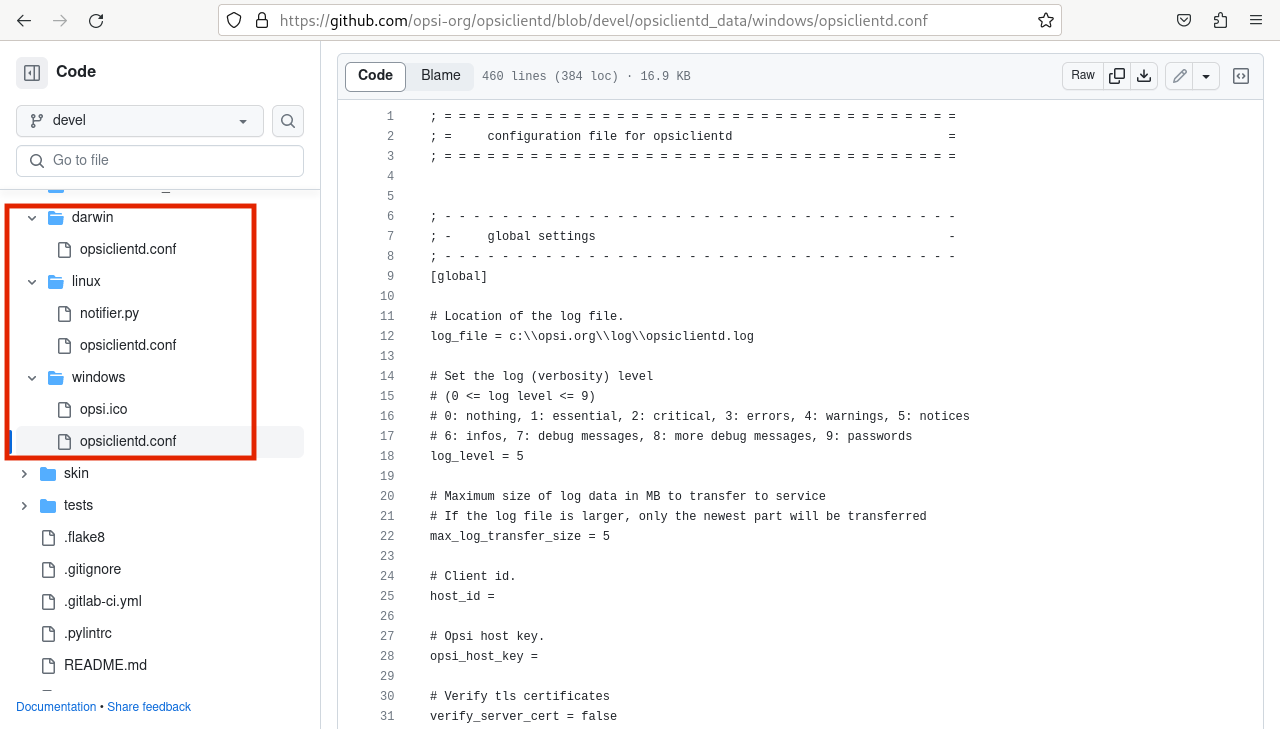 https://github.com/opsi-org/opsiclientd/blob/devel/opsiclientd_data/windows/opsiclientd.conf
Code
devel
Go to file
darwin
opsiclientd.conf
linux
notifier.py
opsiclientd.conf
windows
opsi.ico
opsiclientd.conf
skin
tests
.flake8
.gitignore
.gitlab-ci.yml
.pylintrc
README.md
Documentation • Share feedback
Code Blame 460 lines (384 loc) · 16.9 KB Raw
1 ; = = = = = = = = = = = = = = = = = = = = = = = = = = = = = = = = = = = =
2 ; = configuration file for opsiclientd =
3 ; = = = = = = = = = = = = = = = = = = = = = = = = = = = = = = = = = = = =
4
5
6 ; - - - - - - - - - - - - - - - - - - - - - - - - - - - - - - - - - - - -
7 ; - global settings -
8 ; - - - - - - - - - - - - - - - - - - - - - - - - - - - - - - - - - - - -
9 [global]
10
11 # Location of the log file.
12 log_file = c:\\opsi.org\\log\\opsiclientd.log
13
14 # Set the log (verbosity) level
15 # (0 <= log level <= 9)
16 # 0: nothing, 1: essential, 2: critical, 3: errors, 4: warnings, 5: notices
17 # 6: infos, 7: debug messages, 8: more debug messages, 9: passwords
18 log_level = 5
19
20 # Maximum size of log data in MB to transfer to service
21 # If the log file is larger, only the newest part will be transferred
22 max_log_transfer_size = 5
23
24 # Client id.
25 host_id =
26
27 # Opsi host key.
28 opsi_host_key =
29
30 # Verify tls certificates
31 verify_server_cert = false